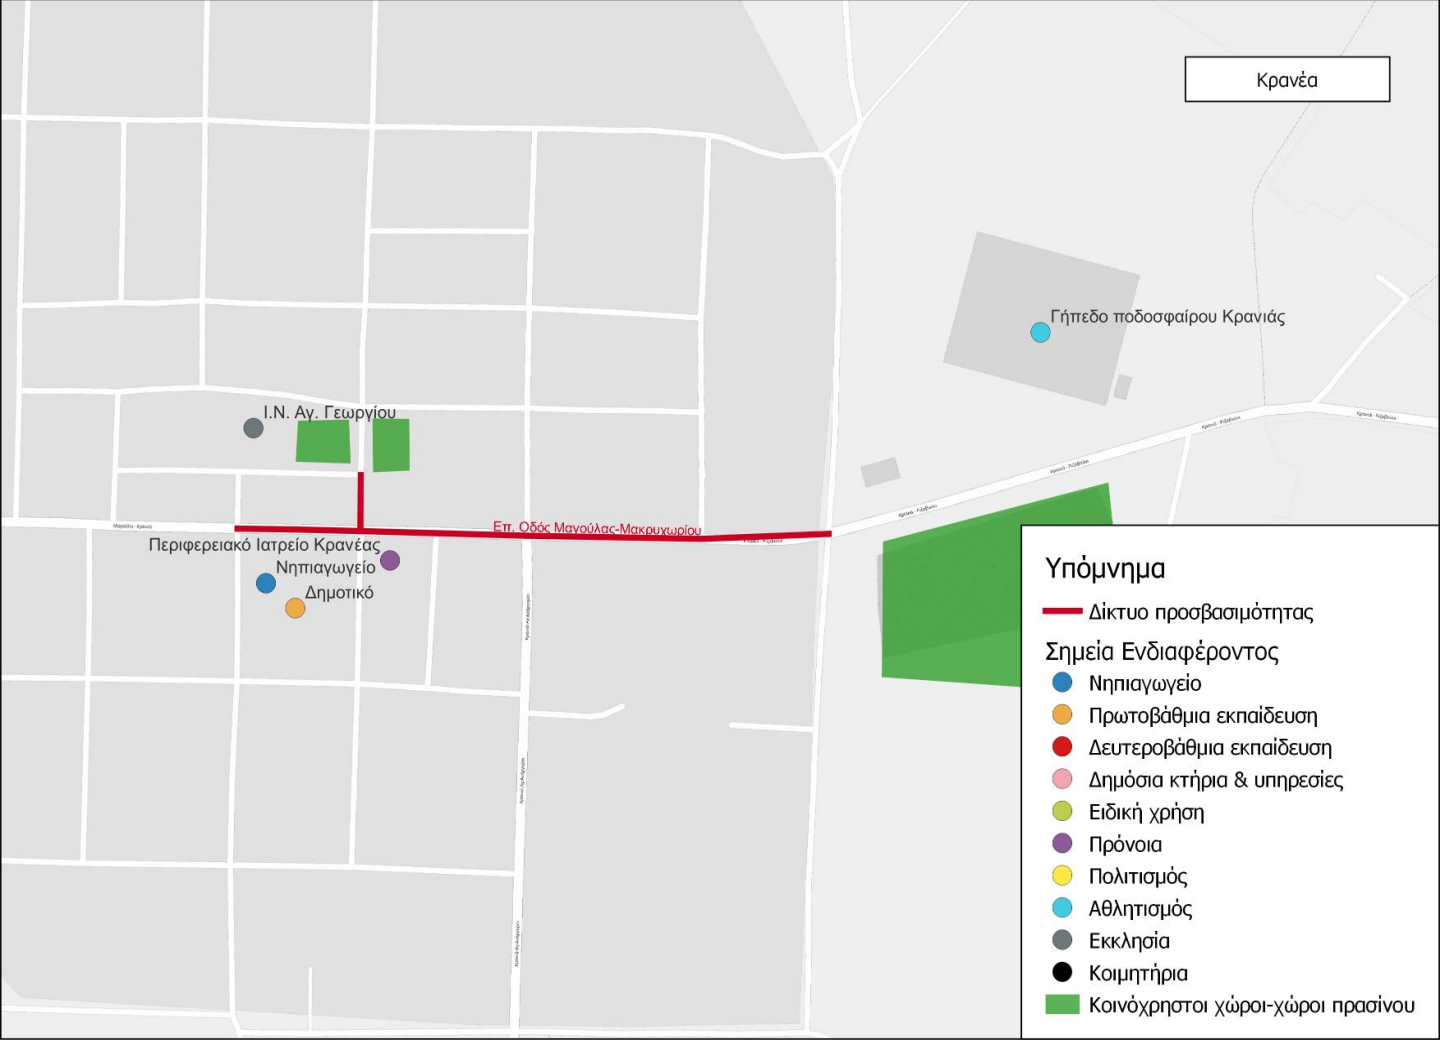 Κρανέα
Γήπεδο ποδοσφαίρου Κρανιάς
Ι.Ν. Αγ. Γεωργίου
Επ. Οδός Μαγούλας-Μακρυχωρίου
Περιφερειακό Ιατρείο Κρανέας
Νηπιαγωγείο
Δημοτικό
Υπόμνημα
Δίκτυο προσβασιμότητας
Σημεία Ενδιαφέροντος
Νηπιαγωγείο
Πρωτοβάθμια εκπαίδευση
Δευτεροβάθμια εκπαίδευση
Δημόσια κτήρια & υπηρεσίες
Ειδική χρήση
Πρόνοια
Πολιτισμός
Αθλητισμός
Εκκλησία
Κοιμητήρια
Κοινόχρηστοι χώροι-χώροι πρασίνου